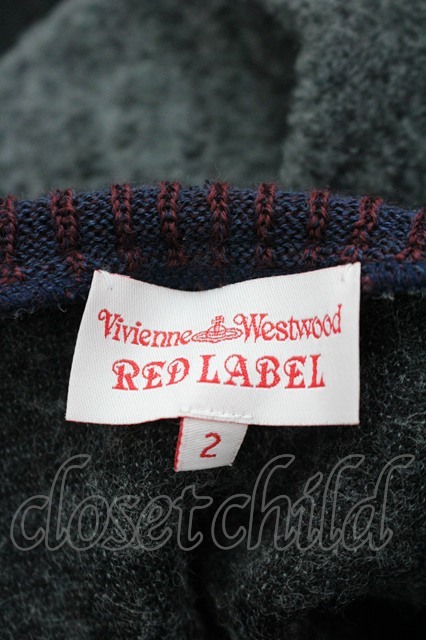 Vivienne Westwood
RED LABEL
2
closetchild